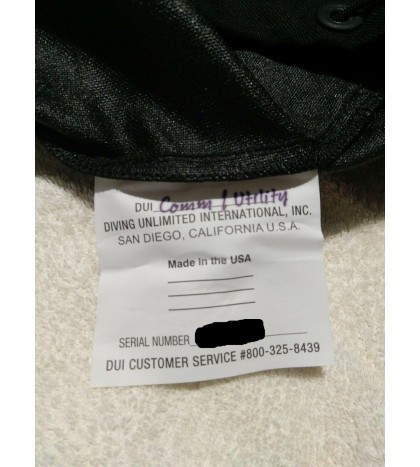 DUI Comm / Utility
DIVING UNLIMITED INTERNATIONAL, INC.
SAN DIEGO, CALIFORNIA U.S.A.
Made in the USA
SERIAL NUMBER
DUI CUSTOMER SERVICE #800-325-8439